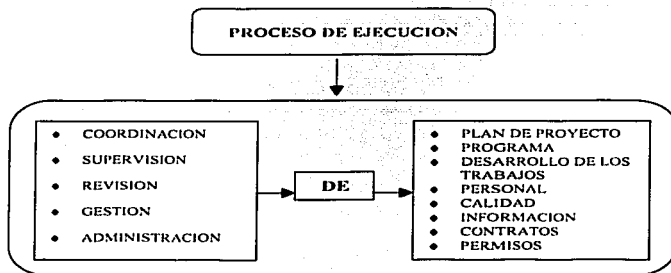 PROCESO DE EJECUCION
• COORDINACION
• SUPERVISION
• REVISION
• GESTION
• ADMINISTRACION
DE
• PLAN DE PROYECTO
• PROGRAMA
• DESARROLLO DE LOS
TRABAJOS
• PERSONAL
• CALIDAD
• INFORMACION
• CONTRATOS
• PERMISOS